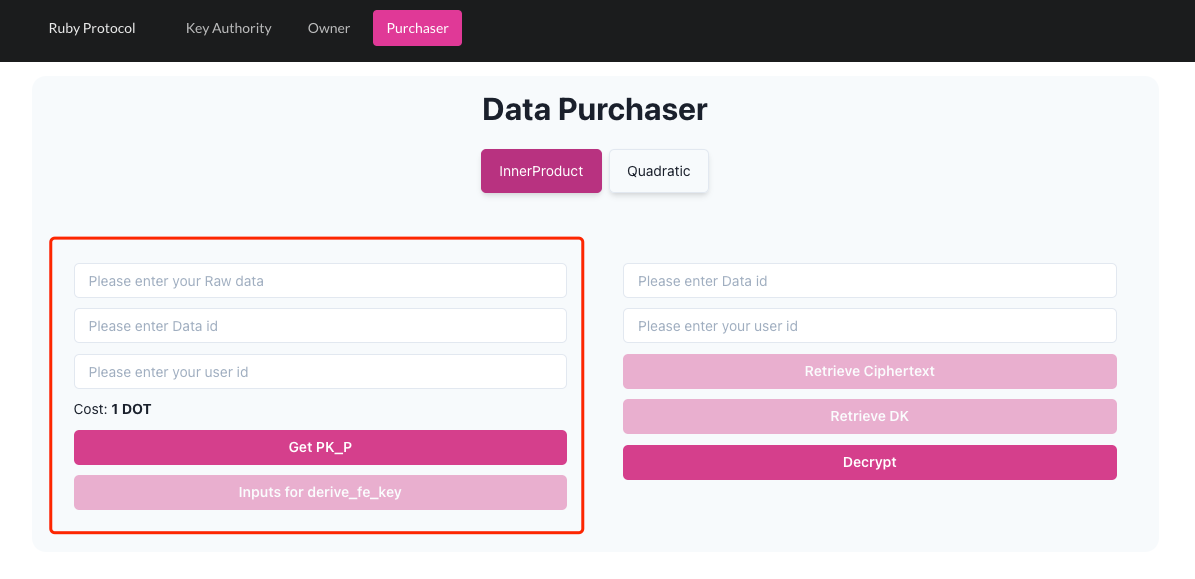 Ruby Protocol Key Authority Owner Purchaser
Data Purchaser
InnerProduct Quadratic
Please enter your Raw data
Please enter Data id
Please enter your user id
Cost: 1 DOT
Get PK_P
Inputs for derive_fe_key
Please enter Data id
Please enter your user id
Retrieve Ciphertext
Retrieve DK
Decrypt